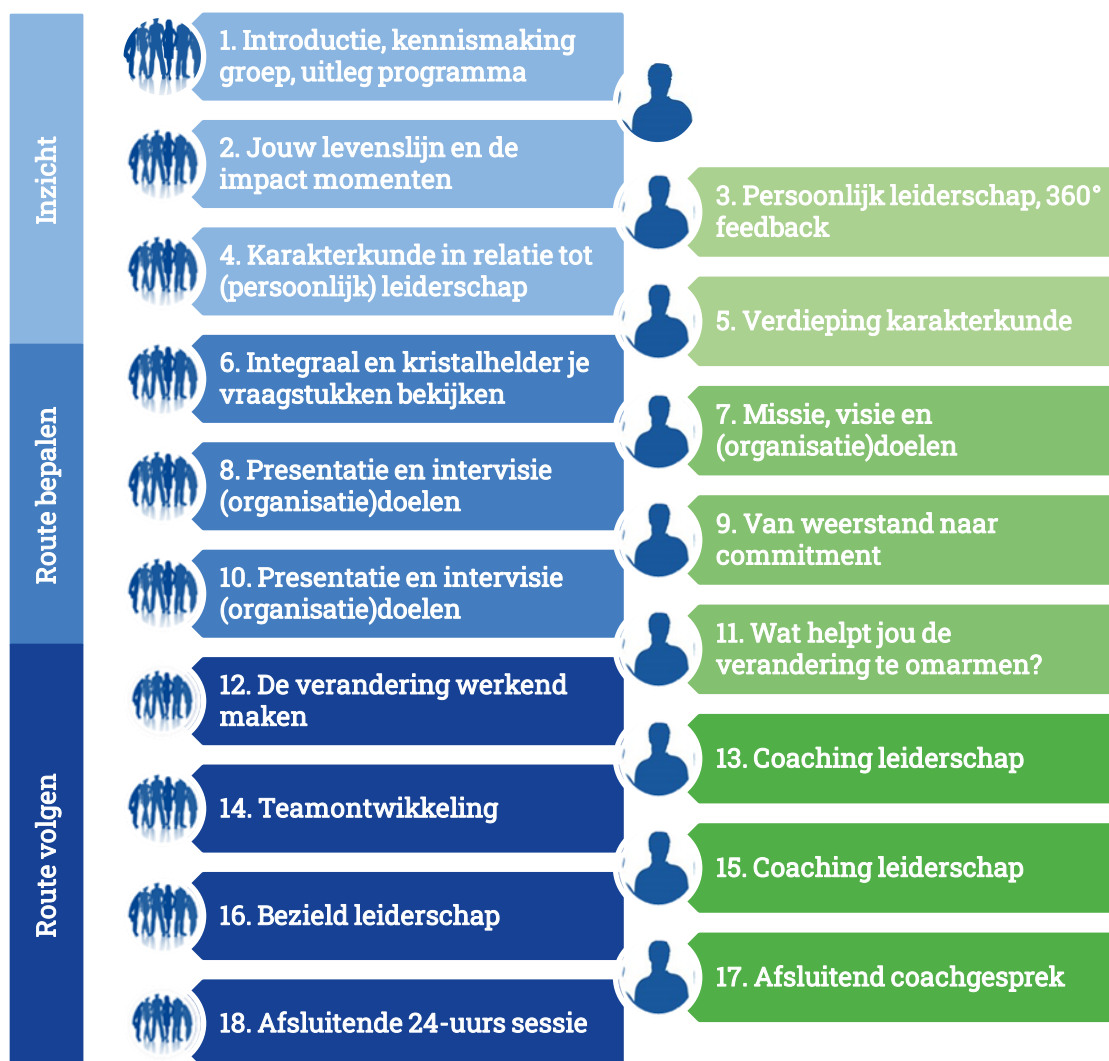 Inzicht
1. Introductie, kennismaking
groep, uitleg programma
2. Jouw levenslijn en de
impact momenten
3. Persoonlijk leiderschap, 360°
feedback
4. Karakterkunde in relatie tot
(persoonlijk) leiderschap
5. Verdieping karakterkunde
Route bepalen
6. Integraal en kristalhelder je
vraagstukken bekijken
7. Missie, visie en
(organisatie)doelen
8. Presentatie en intervisie
(organisatie)doelen
9. Van weerstand naar
commitment
10. Presentatie en intervisie
(organisatie)doelen
11. Wat helpt jou de
verandering te omarmen?
Route volgen
12. De verandering werkend
maken
13. Coaching leiderschap
14. Teamontwikkeling
15. Coaching leiderschap
16. Bezield leiderschap
17. Afsluitend coachgesprek
18. Afsluitende 24-uurs sessie